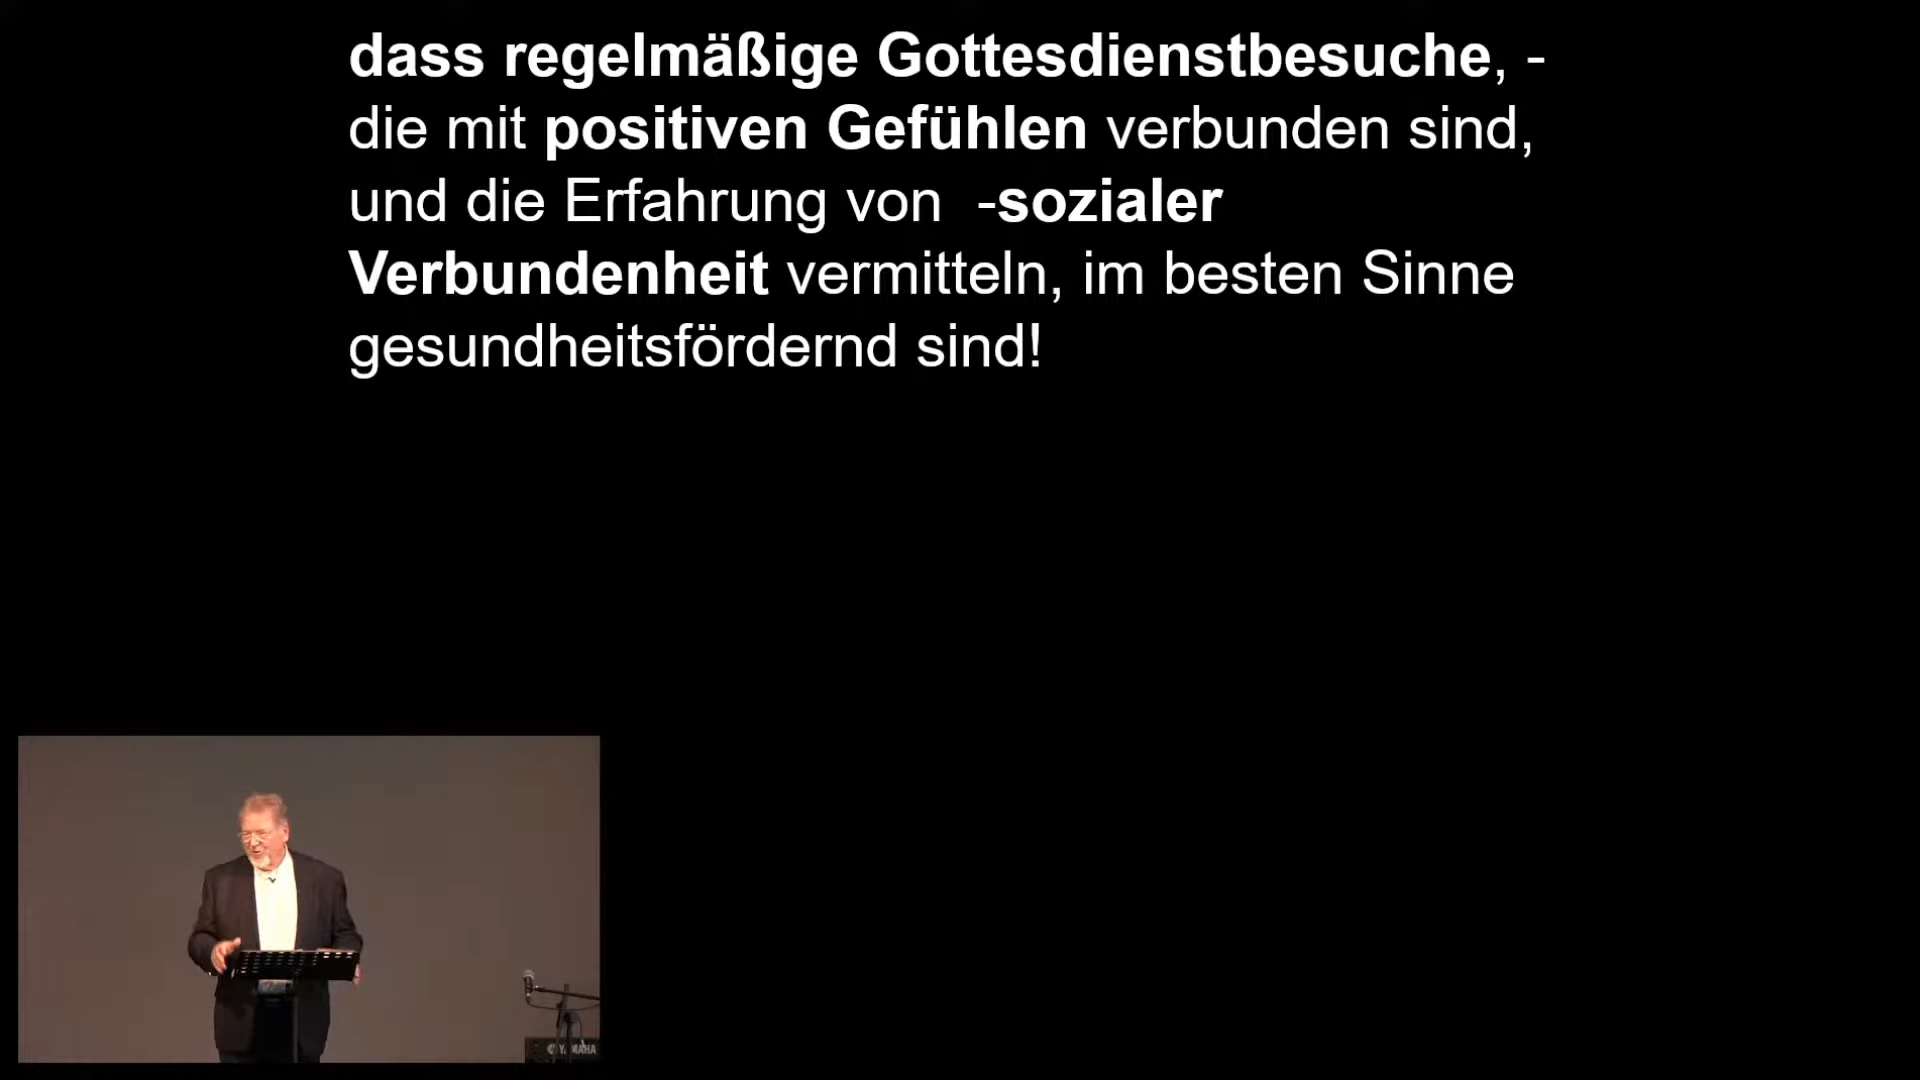 dass regelmäßige Gottesdienstbesuche, -
die mit positiven Gefühlen verbunden sind,
und die Erfahrung von  -sozialer
Verbundenheit vermitteln, im besten Sinne
gesundheitsfördernd sind!
YAMAHA